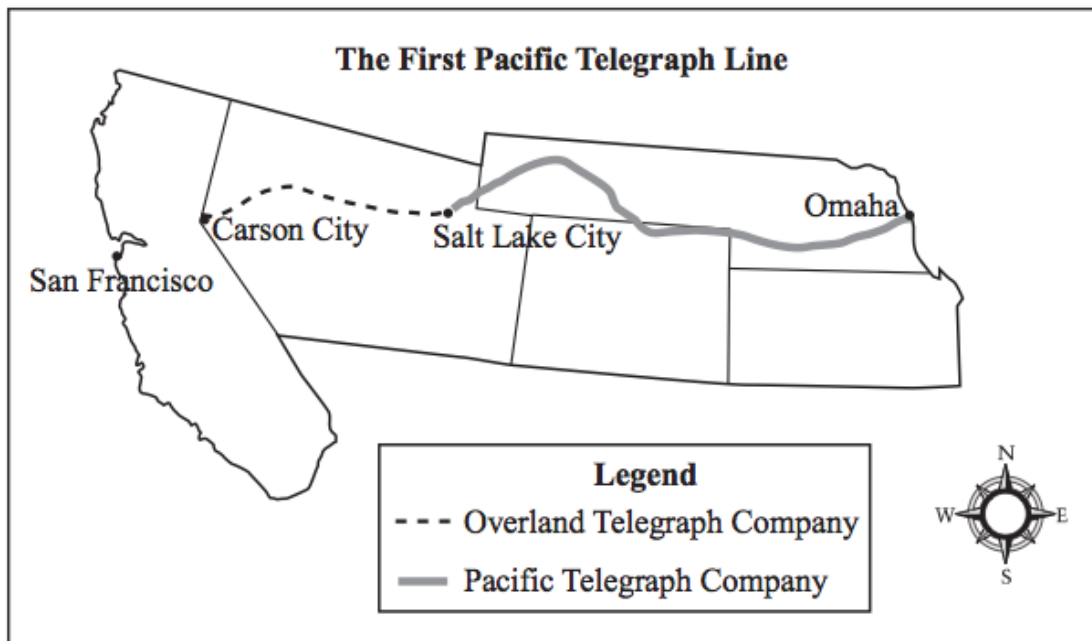 The First Pacific Telegraph Line
Omaha
Carson City
Salt Lake City
San Francisco
Legend
Overland Telegraph Company
Pacific Telegraph Company
N
W
E
S